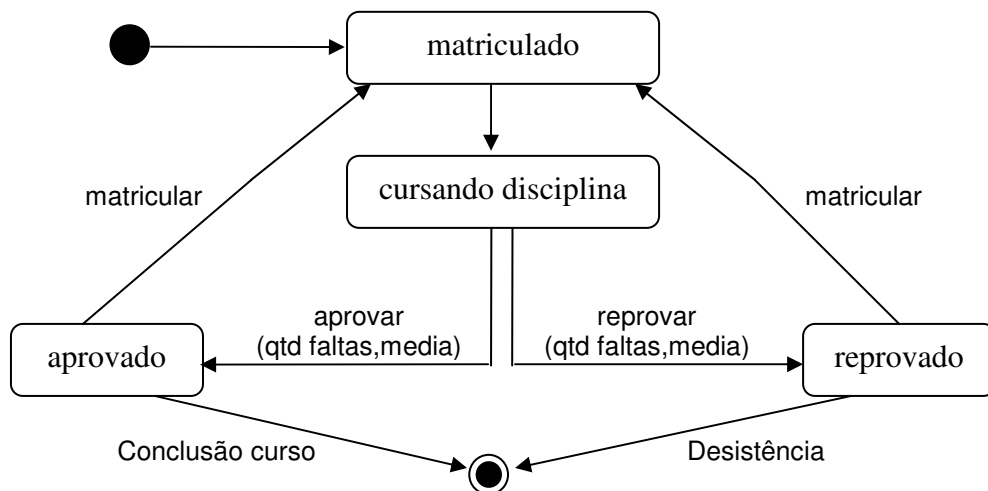 matriculado
cursando disciplina
matricular
matricular
aprovar
(qtd faltas,media)
reprovar
(qtd faltas,media)
aprovado
reprovado
Conclusão curso
Desistência